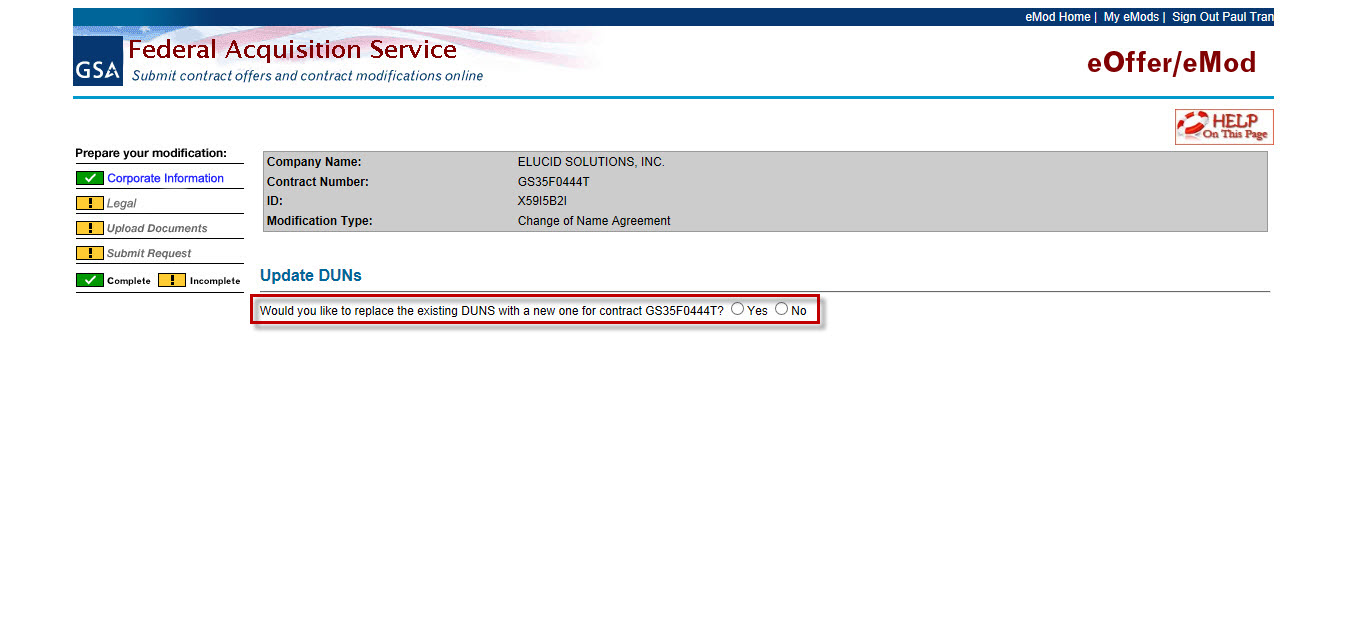 eMod Home | My eMods | Sign Out Paul Tran
GSA
Federal Acquisition Service
Submit contract offers and contract modifications online
eOffer/eMod
HELP
On This Page
Prepare your modification:
Corporate Information
! Legal
! Upload Documents
! Submit Request
Complete ! Incomplete
Company Name: ELUCID SOLUTIONS, INC.
Contract Number: GS35F0444T
ID: X59I5B2I
Modification Type: Change of Name Agreement
Update DUNs
Would you like to replace the existing DUNS with a new one for contract GS35F0444T? Yes No